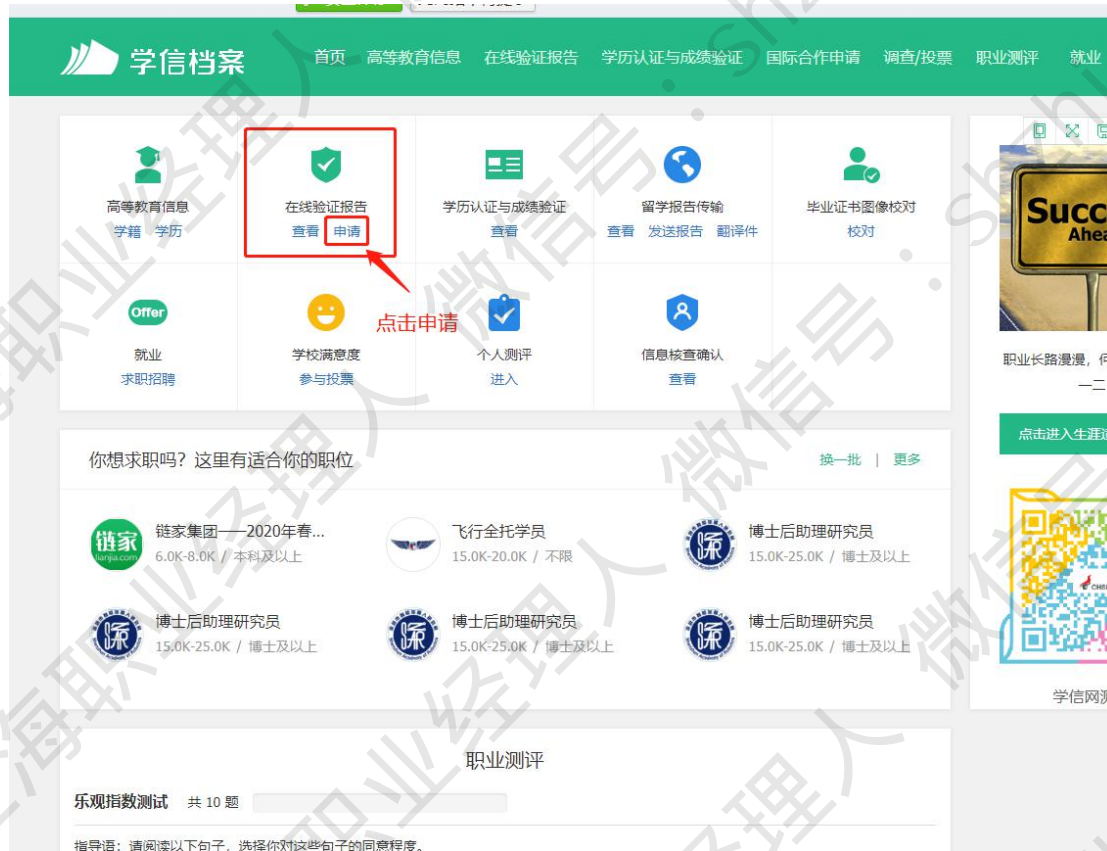 学信档案
首页 高等教育信息 在线验证报告 学历认证与成绩验证 国际合作申请 调查/投票 职业测评 就业
高等教育信息 在线验证报告 学历认证与成绩验证 留学报告传输 毕业证书图像校对
学籍 学历 查看 申请 查看 查看 发送报告 翻译件 校对
点击申请
Offer
就业 学校满意度 个人测评 信息核查确认
求职招聘 参与投票 进入 查看
Succ
Ahea
职业长路漫漫，
一二
点击进入生涯
你想求职吗？这里有适合你的职位 换一批 | 更多
链家
lianjia.com
链家集团——2020年春... 飞行全托学员 博士后助理研究员
6.0K-8.0K / 本科及以上 15.0K-20.0K / 不限 15.0K-25.0K / 博士及以上
博士后助理研究员 博士后助理研究员 博士后助理研究员
15.0K-25.0K / 博士及以上 15.0K-25.0K / 博士及以上 15.0K-25.0K / 博士及以上
学信网
职业测评
乐观指数测试 共 10 题
指导语：请阅读以下句子，选择你对这些句子的同意程度。
上海职业经理人 微信号：shzhi